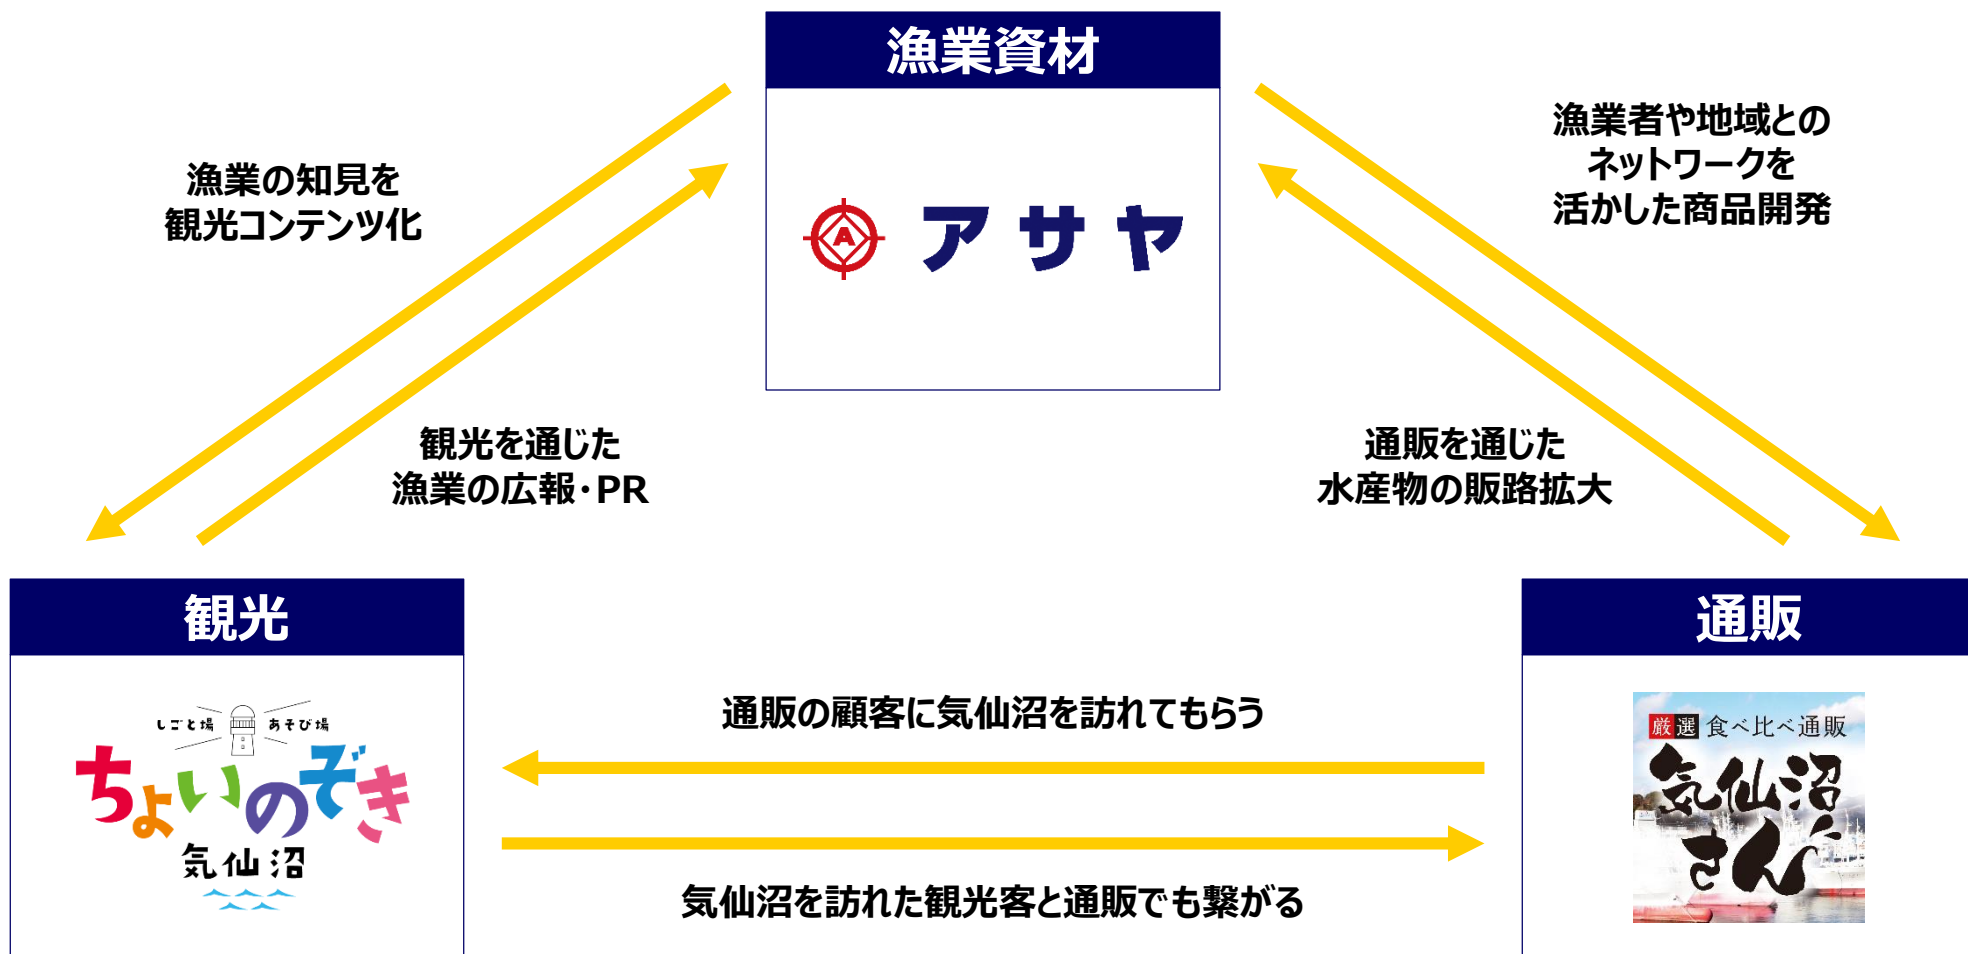 漁業資材
A アサヤ
漁業の知見を
観光コンテンツ化
漁業者や地域との
ネットワークを
活かした商品開発
観光を通じた
漁業の広報・PR
通販を通じた
水産物の販路拡大
観光
しごと場 あそび場
ちょいのぞき
気仙沼
通販の顧客に気仙沼を訪れてもらう
気仙沼を訪れた観光客と通販でも繋がる
通販
厳選 食べ比べ通販
気仙沼
さん